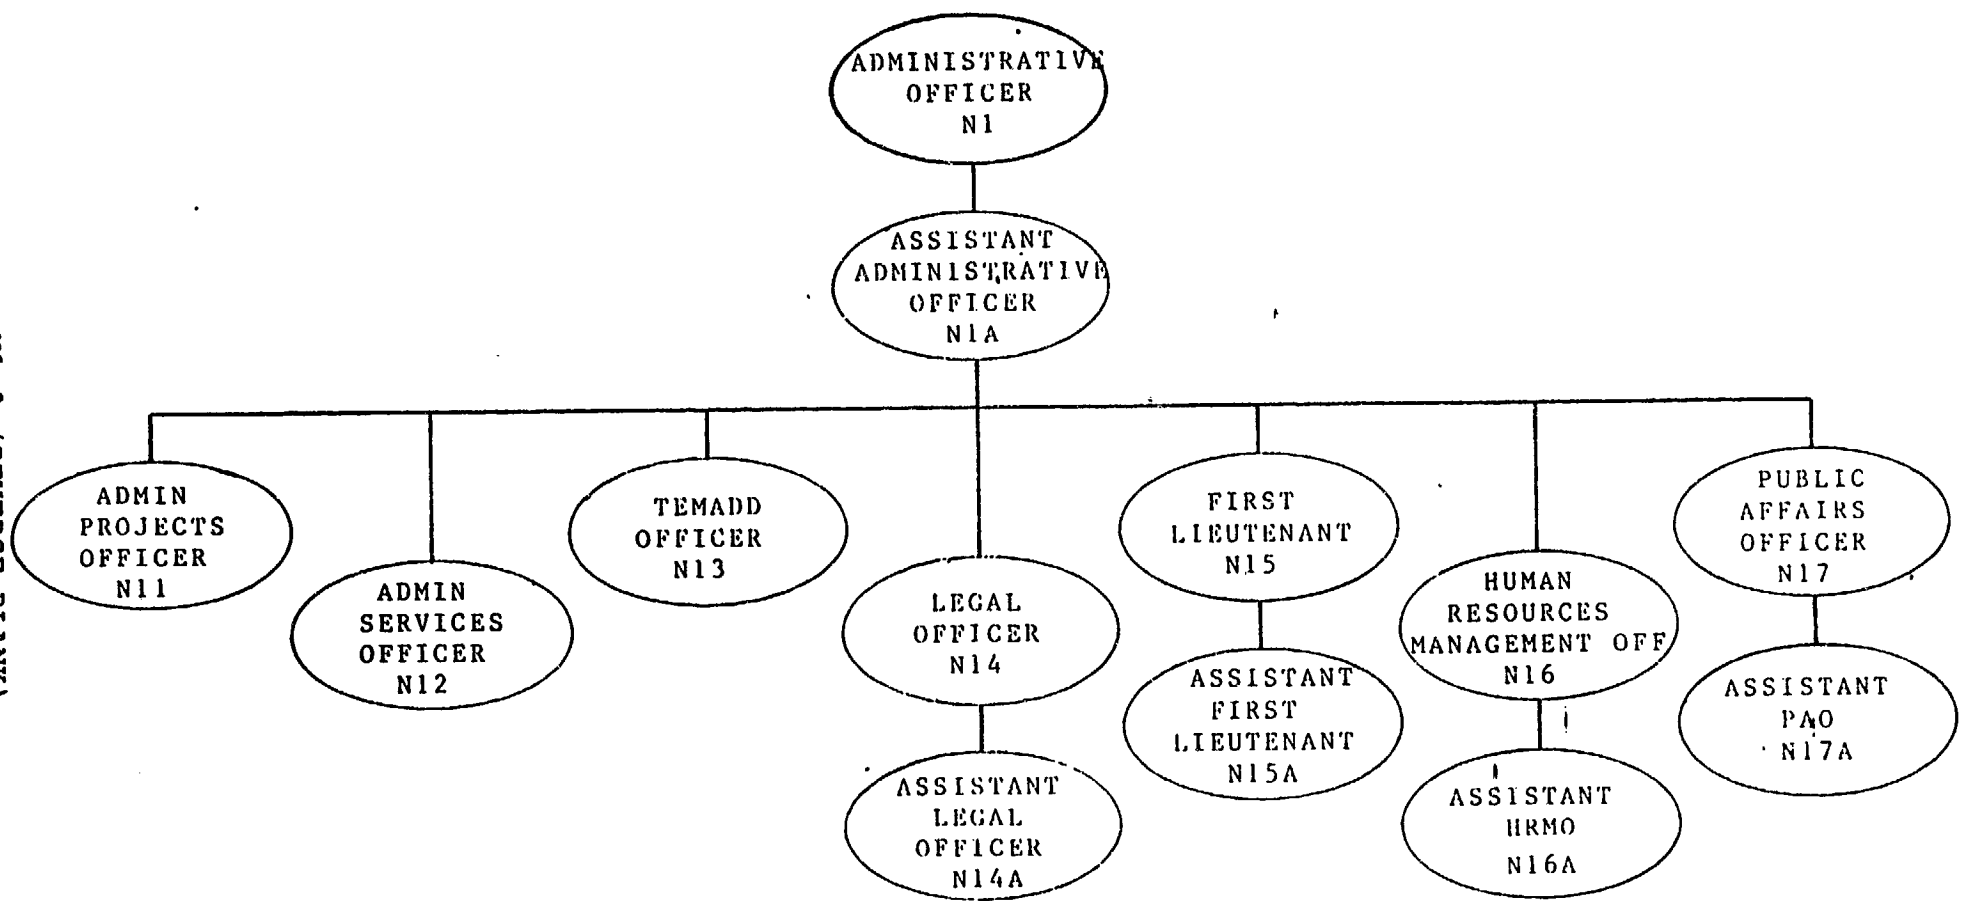 ADMINISTRATIVE
OFFICER
N1
ASSISTANT
ADMINISTRATIVE
OFFICER
N1A
ADMIN
PROJECTS
OFFICER
N11
ADMIN
SERVICES
OFFICER
N12
TEMADD
OFFICER
N13
LEGAL
OFFICER
N14
ASSISTANT
LEGAL
OFFICER
N14A
FIRST
LIEUTENANT
N15
ASSISTANT
FIRST
LIEUTENANT
N15A
HUMAN
RESOURCES
MANAGEMENT OFF
N16
ASSISTANT
HRMO
N16A
PUBLIC
AFFAIRS
OFFICER
N17
ASSISTANT
PAO
N17A